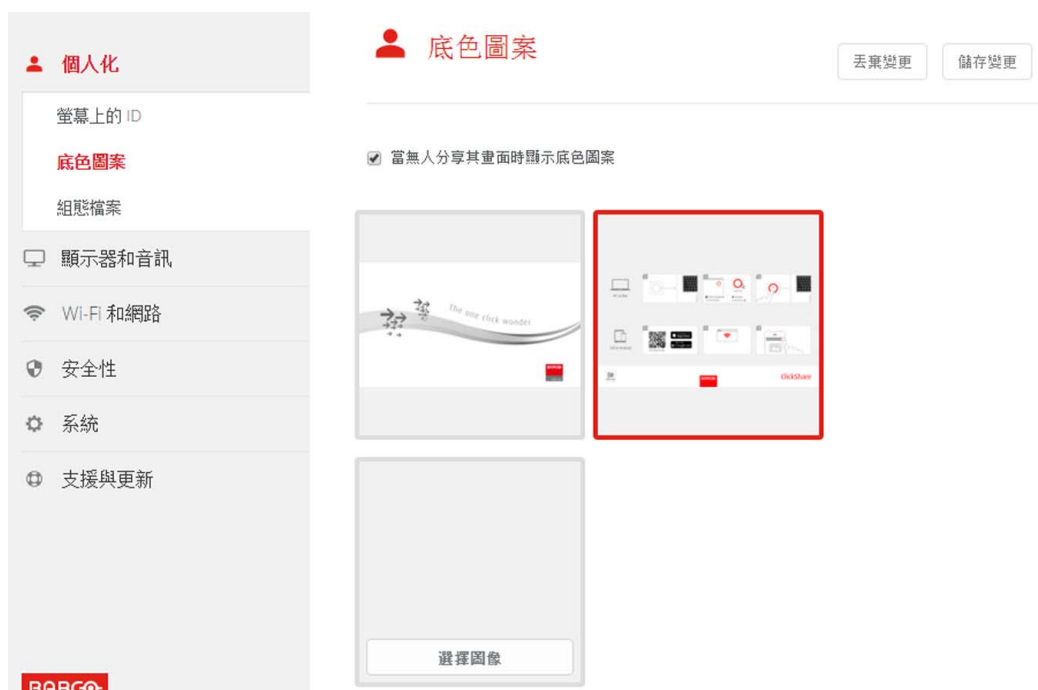 個人化
螢幕上的 ID
底色圖案
組態檔案
顯示器和音訊
Wi-Fi 和網路
安全性
系統
支援與更新
BARCO
底色圖案
丟棄變更
儲存變更
當無人分享其畫面時顯示底色圖案
the one click wonder
ClickShare
選擇圖像